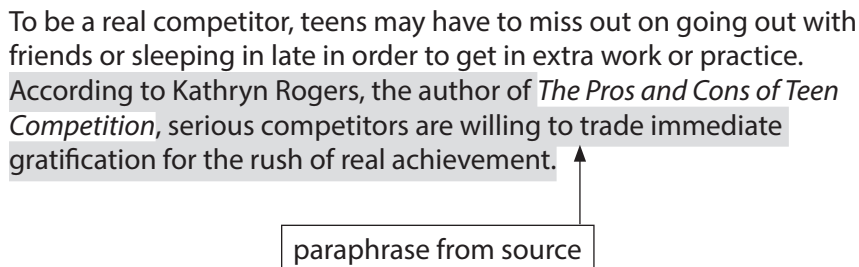 To be a real competitor, teens may have to miss out on going out with
friends or sleeping in late in order to get in extra work or practice.
According to Kathryn Rogers, the author of The Pros and Cons of Teen
Competition, serious competitors are willing to trade immediate
gratification for the rush of real achievement.
paraphrase from source